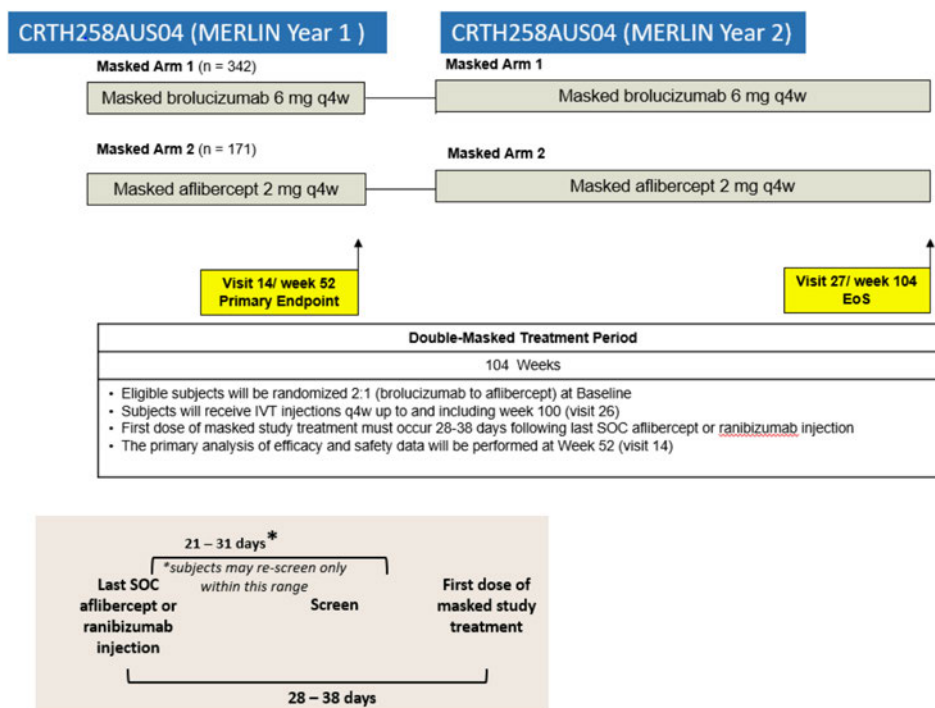 CRTH258AUS04 (MERLIN Year 1 )
CRTH258AUS04 (MERLIN Year 2)
Masked Arm 1 (n = 342)
Masked brolucizumab 6 mg q4w
Masked Arm 1
Masked brolucizumab 6 mg q4w
Masked Arm 2 (n = 171)
Masked aflibercept 2 mg q4w
Masked Arm 2
Masked aflibercept 2 mg q4w
Visit 14/ week 52
Primary Endpoint
Visit 27/ week 104
EoS
Double-Masked Treatment Period
104 Weeks
• Eligible subjects will be randomized 2:1 (brolucizumab to aflibercept) at Baseline
• Subjects will receive IVT injections q4w up to and including week 100 (visit 26)
• First dose of masked study treatment must occur 28-38 days following last SOC aflibercept or ranibizumab injection
• The primary analysis of efficacy and safety data will be performed at Week 52 (visit 14)
21 – 31 days*
*subjects may re-screen only
within this range
Last SOC
aflibercept or
ranibizumab
injection
Screen
First dose of
masked study
treatment
28 – 38 days